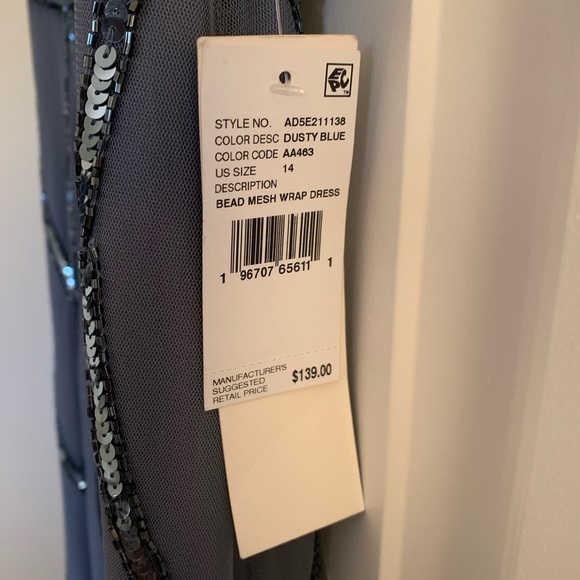 EPC™
STYLE NO. AD5E211138
COLOR DESC DUSTY BLUE
COLOR CODE AA463
US SIZE 14
DESCRIPTION
BEAD MESH WRAP DRESS
1 96707 65611 1
MANUFACTURER'S
SUGGESTED
RETAIL PRICE $139.00